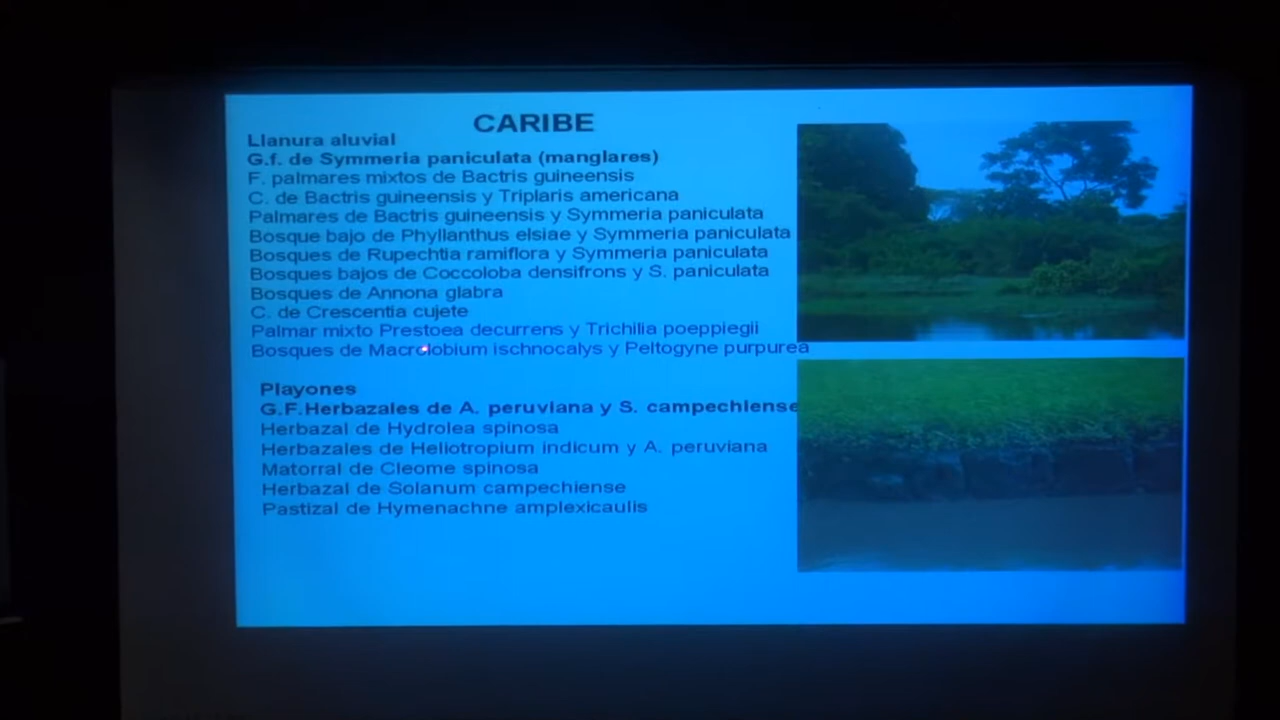 CARIBE
Llanura aluvial
G.f. de Symmeria paniculata (manglares)
F. palmares mixtos de Bactris guineensis
C. de Bactris guineensis y Triplaris americana
Palmares de Bactris guineensis y Symmeria paniculata
Bosque bajo de Phyllanthus elsiae y Symmeria paniculata
Bosques de Rupechtia ramiflora y Symmeria paniculata
Bosques bajos de Coccoloba densifrons y S. paniculata
Bosques de Annona glabra
C. de Crescentia cujete
Palmar mixto Prestoea decurrens y Trichilia poeppiegii
Bosques de Macrolobium ischnocalys y Peltogyne purpurea
Playones
G.F.Herbazales de A. peruviana y S. campechiense
Herbazal de Hydrolea spinosa
Herbazales de Heliotropium indicum y A. peruviana
Matorral de Cleome spinosa
Herbazal de Solanum campechiense
Pastizal de Hymenachne amplexicaulis